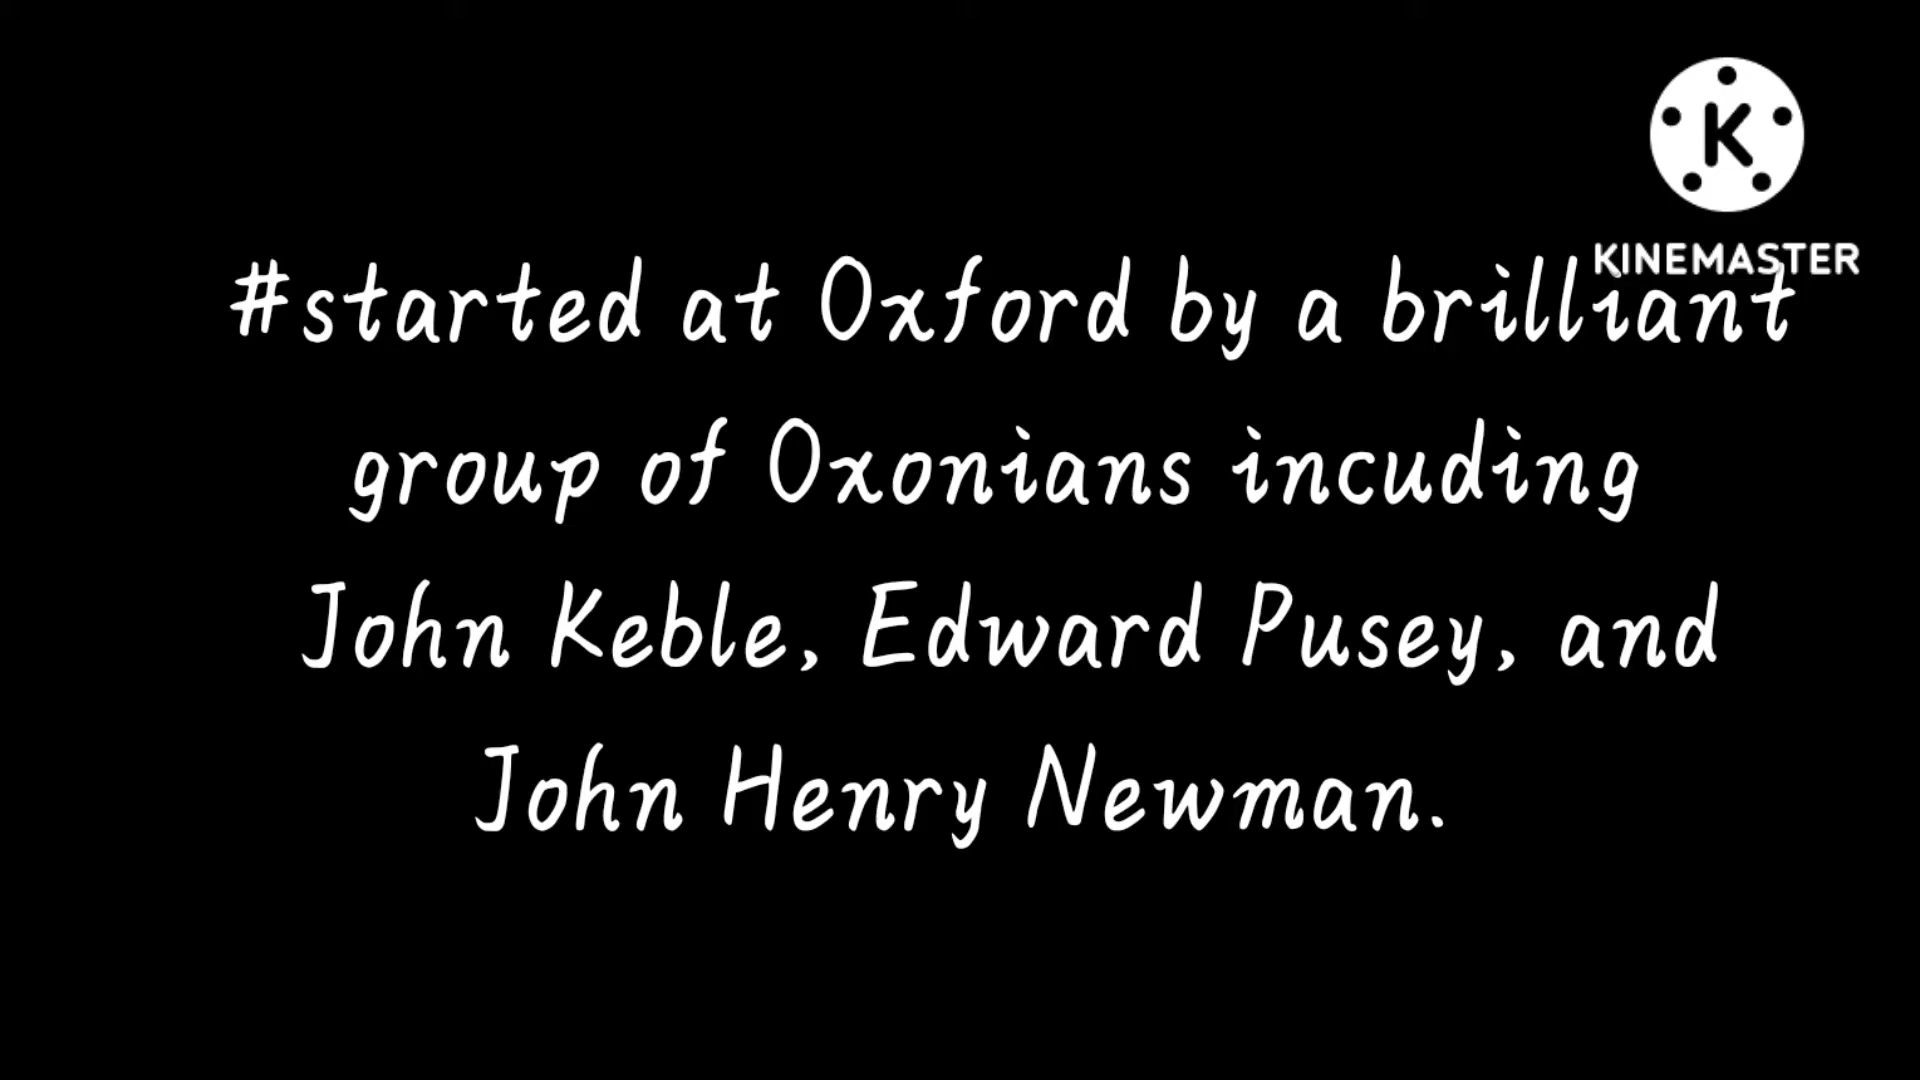 K
KINEMASTER
#started at Oxford by a brilliant
group of Oxonians incuding
John Keble, Edward Pusey, and
John Henry Newman.